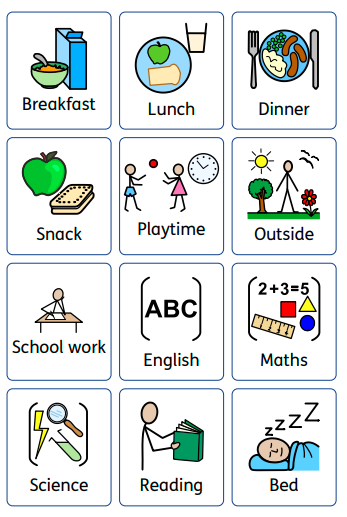 Breakfast
Lunch
Dinner
Snack
Playtime
Outside
School work
ABC
English
2+3=5
Maths
Science
Reading
z z Z Z
Bed